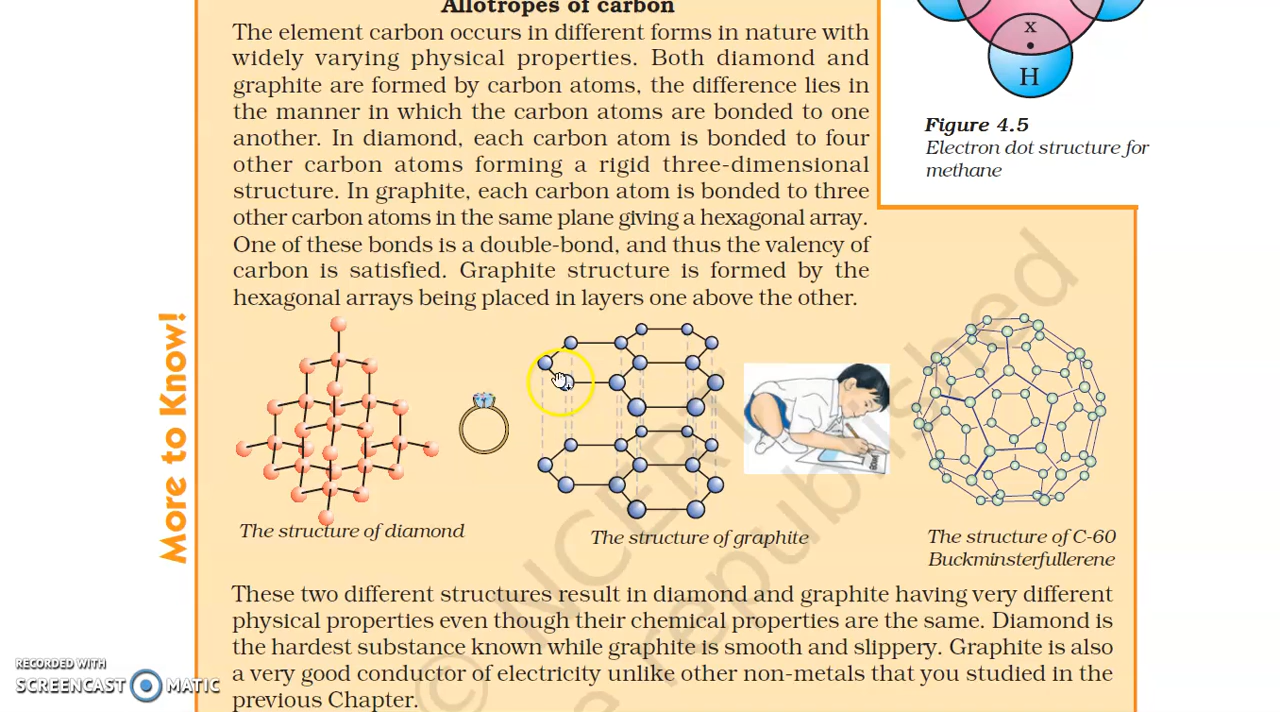 Allotropes of carbon
The element carbon occurs in different forms in nature with
widely varying physical properties. Both diamond and
graphite are formed by carbon atoms, the difference lies in
the manner in which the carbon atoms are bonded to one
another. In diamond, each carbon atom is bonded to four
other carbon atoms forming a rigid three-dimensional
structure. In graphite, each carbon atom is bonded to three
other carbon atoms in the same plane giving a hexagonal array.
One of these bonds is a double-bond, and thus the valency of
carbon is satisfied. Graphite structure is formed by the
hexagonal arrays being placed in layers one above the other.
x
H
Figure 4.5
Electron dot structure for
methane
More to Know!
The structure of diamond
The structure of graphite
The structure of C-60
Buckminsterfullerene
These two different structures result in diamond and graphite having very different
physical properties even though their chemical properties are the same. Diamond is
the hardest substance known while graphite is smooth and slippery. Graphite is also
a very good conductor of electricity unlike other non-metals that you studied in the
previous Chapter.
© NCERT
republished
RECORDED WITH
SCREENCAST MATIC